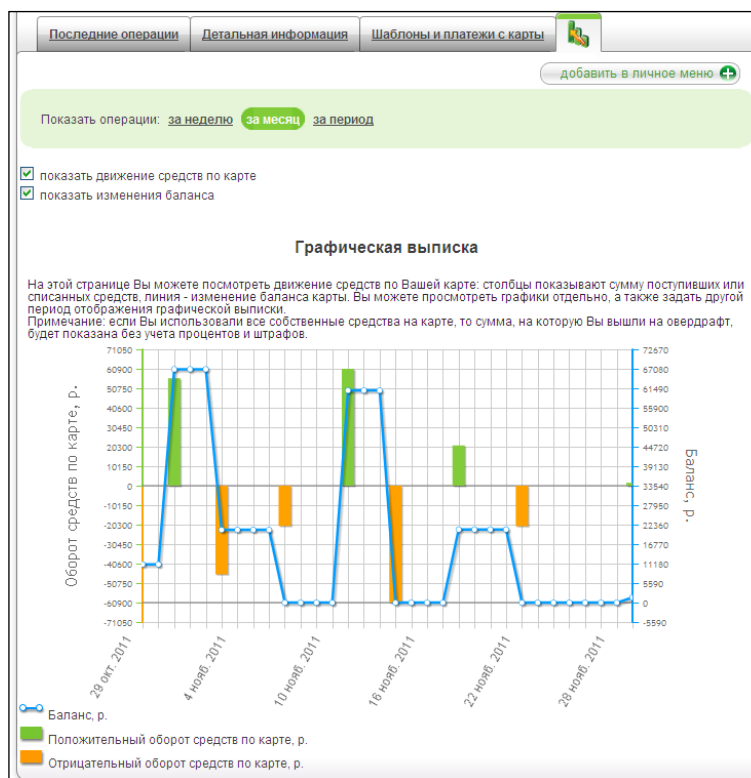 Последние операции
Детальная информация
Шаблоны и платежи с карты
добавить в личное меню
Показать операции: за неделю за месяц за период
показать движение средств по карте
показать изменения баланса
Графическая выписка
На этой странице Вы можете посмотреть движение средств по Вашей карте: столбцы показывают сумму поступивших или
списанных средств, линия - изменение баланса карты. Вы можете просмотреть графики отдельно, а также задать другой
период отображения графической выписки.
Примечание: если Вы использовали все собственные средства на карте, то сумма, на которую Вы вышли на овердрафт,
будет показана без учета процентов и штрафов.
Оборот средств по карте, р.
71050
60900
50750
40600
30450
20300
10150
0
-10150
-20300
-30450
-40600
-50750
-60900
-71050
72670
67080
61490
55900
50310
44720
39130
33540
27950
22360
16770
11180
5590
0
-5590
Баланс, р.
29 окт. 2011
4 нояб. 2011
10 нояб. 2011
16 нояб. 2011
22 нояб. 2011
28 нояб. 2011
Баланс, р.
Положительный оборот средств по карте, р.
Отрицательный оборот средств по карте, р.